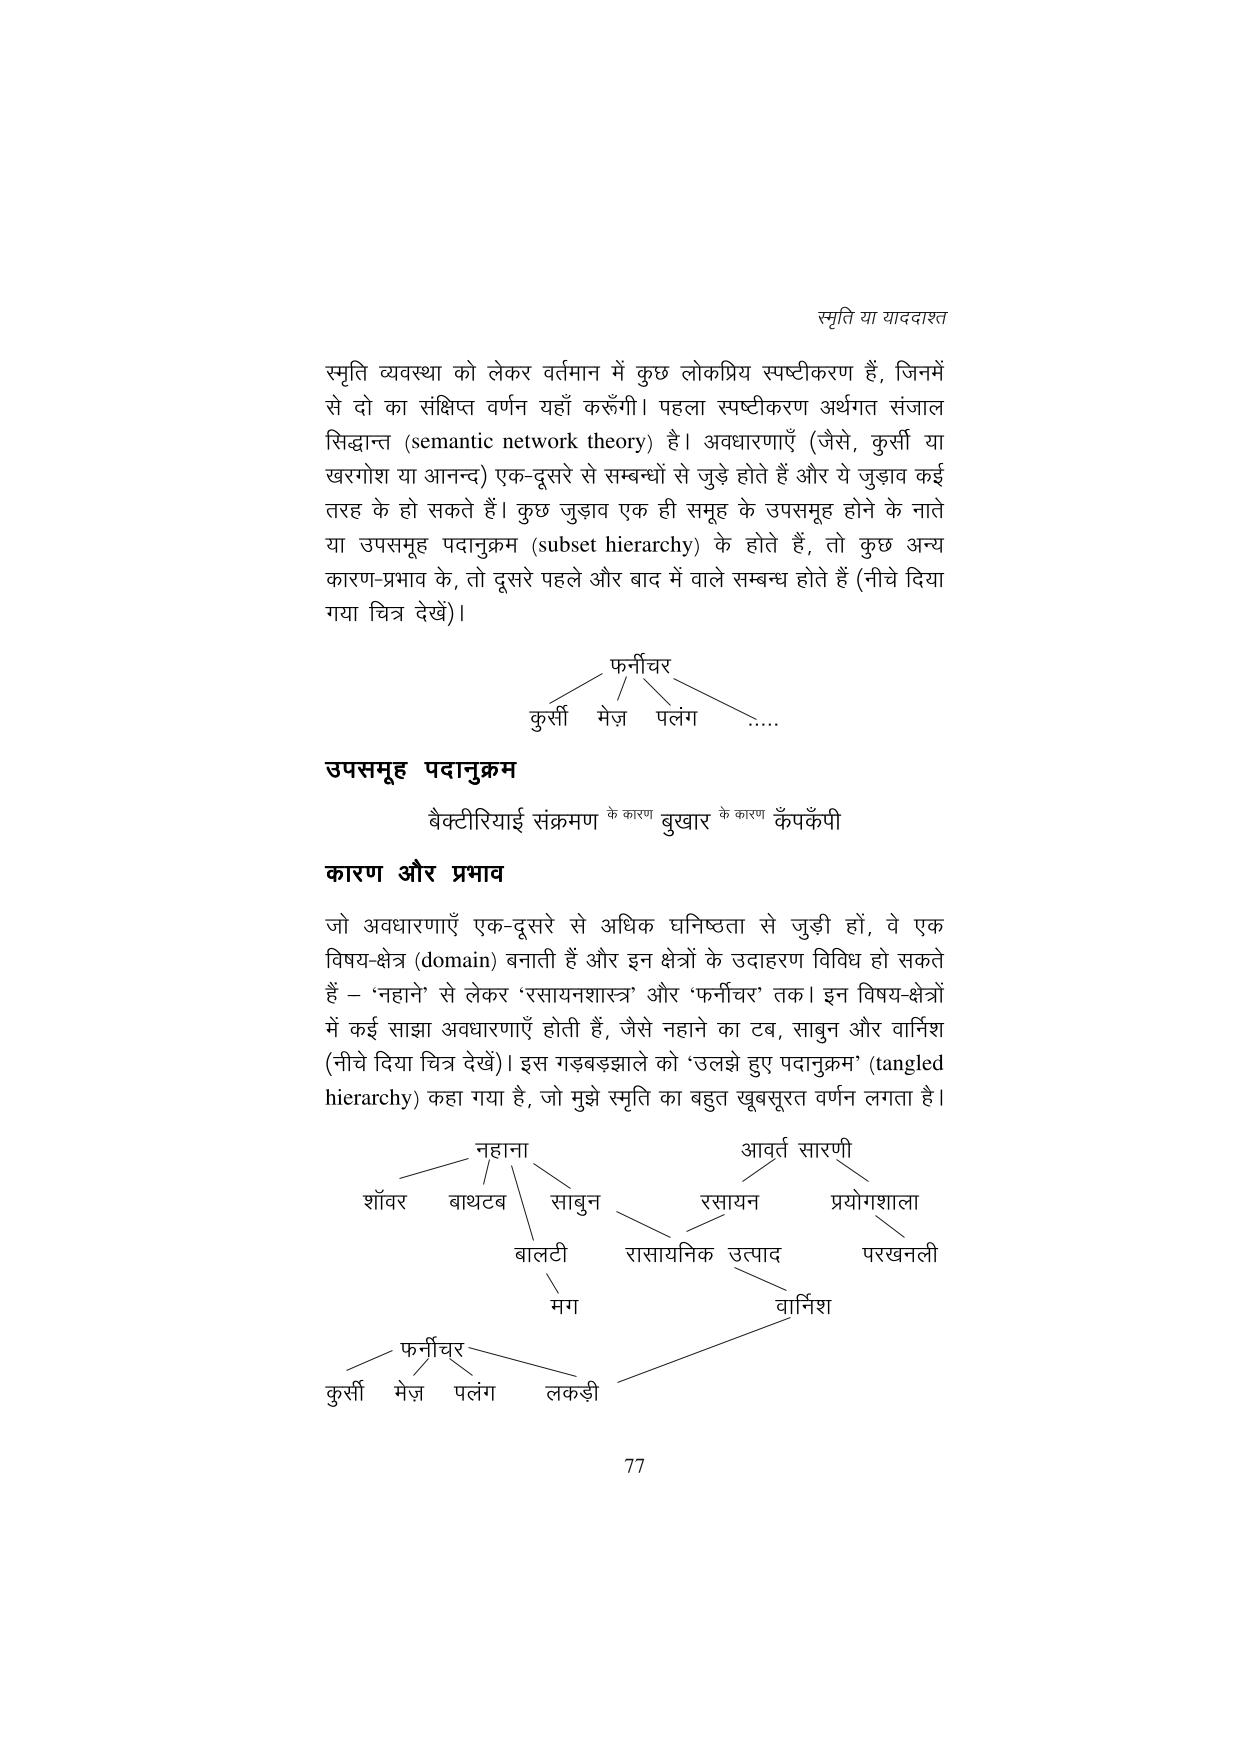 स्मृति या याददाश्त
स्मृति व्यवस्था को लेकर वर्तमान में कुछ लोकप्रिय स्पष्टीकरण हैं, जिनमें
से दो का संक्षिप्त वर्णन यहाँ करूँगी। पहला स्पष्टीकरण अर्थगत संजाल
सिद्धान्त (semantic network theory) है। अवधारणाएँ (जैसे, कुर्सी या
खरगोश या आनन्द) एक-दूसरे से सम्बन्धों से जुड़े होते हैं और ये जुड़ाव कई
तरह के हो सकते हैं। कुछ जुड़ाव एक ही समूह के उपसमूह होने के नाते
या उपसमूह पदानुक्रम (subset hierarchy) के होते हैं, तो कुछ अन्य
कारण-प्रभाव के, तो दूसरे पहले और बाद में वाले सम्बन्ध होते हैं (नीचे दिया
गया चित्र देखें)।
फर्नीचर
कुर्सी मेज़ पलंग .....
उपसमूह पदानुक्रम
बैक्टीरियाई संक्रमण के कारण बुखार के कारण कँपकँपी
कारण और प्रभाव
जो अवधारणाएँ एक-दूसरे से अधिक घनिष्ठता से जुड़ी हों, वे एक
विषय-क्षेत्र (domain) बनाती हैं और इन क्षेत्रों के उदाहरण विविध हो सकते
हैं – ‘नहाने’ से लेकर ‘रसायनशास्त्र’ और ‘फर्नीचर’ तक। इन विषय-क्षेत्रों
में कई साझा अवधारणाएँ होती हैं, जैसे नहाने का टब, साबुन और वार्निश
(नीचे दिया चित्र देखें)। इस गड़बड़झाले को ‘उलझे हुए पदानुक्रम’ (tangled
hierarchy) कहा गया है, जो मुझे स्मृति का बहुत खूबसूरत वर्णन लगता है।
नहाना आवर्त सारणी
शॉवर बाथटब साबुन रसायन प्रयोगशाला
बालटी रासायनिक उत्पाद परखनली
मग वार्निश
फर्नीचर
कुर्सी मेज़ पलंग लकड़ी
77